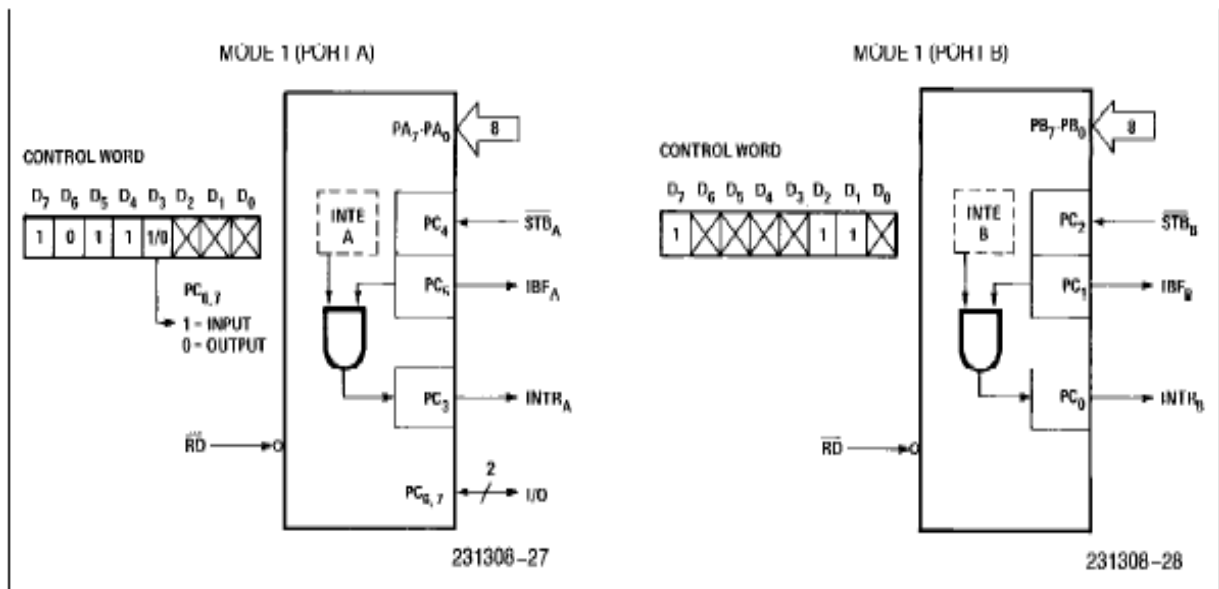 MODE 1 (PORT A)
CONTROL WORD
D7 D6 D5 D4 D3 D2 D1 D0
1 0 1 1 1/0
PC6,7
1 – INPUT
0 – OUTPUT
PA7-PA0
8
INTE
A
PC4
STBA
PC5
IBFA
PC3
INTRA
RD
PC6,7
2
I/O
231308–27
MODE 1 (PORT B)
CONTROL WORD
D7 D6 D5 D4 D3 D2 D1 D0
1 1 1
PB7-PB0
8
INTE
B
PC2
STBB
PC1
IBFB
PC0
INTRB
RD
231308–28